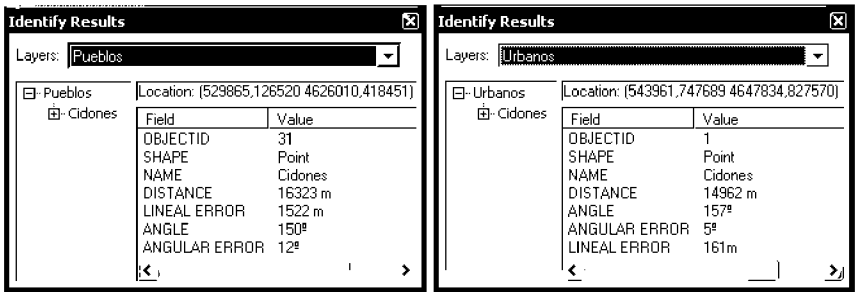 Identify Results
Layers: Pueblos
Pueblos
Cidones
Location: (529865,126520 4626010,418451)
Field Value
OBJECTID 31
SHAPE Point
NAME Cidones
DISTANCE 16323 m
LINEAL ERROR 1522 m
ANGLE 150º
ANGULAR ERROR 12º
Identify Results
Layers: Urbanos
Urbanos
Cidones
Location: (543961,747689 4647834,827570)
Field Value
OBJECTID 1
SHAPE Point
NAME Cidones
DISTANCE 14962 m
ANGLE 157º
ANGULAR ERROR 5º
LINEAL ERROR 161m